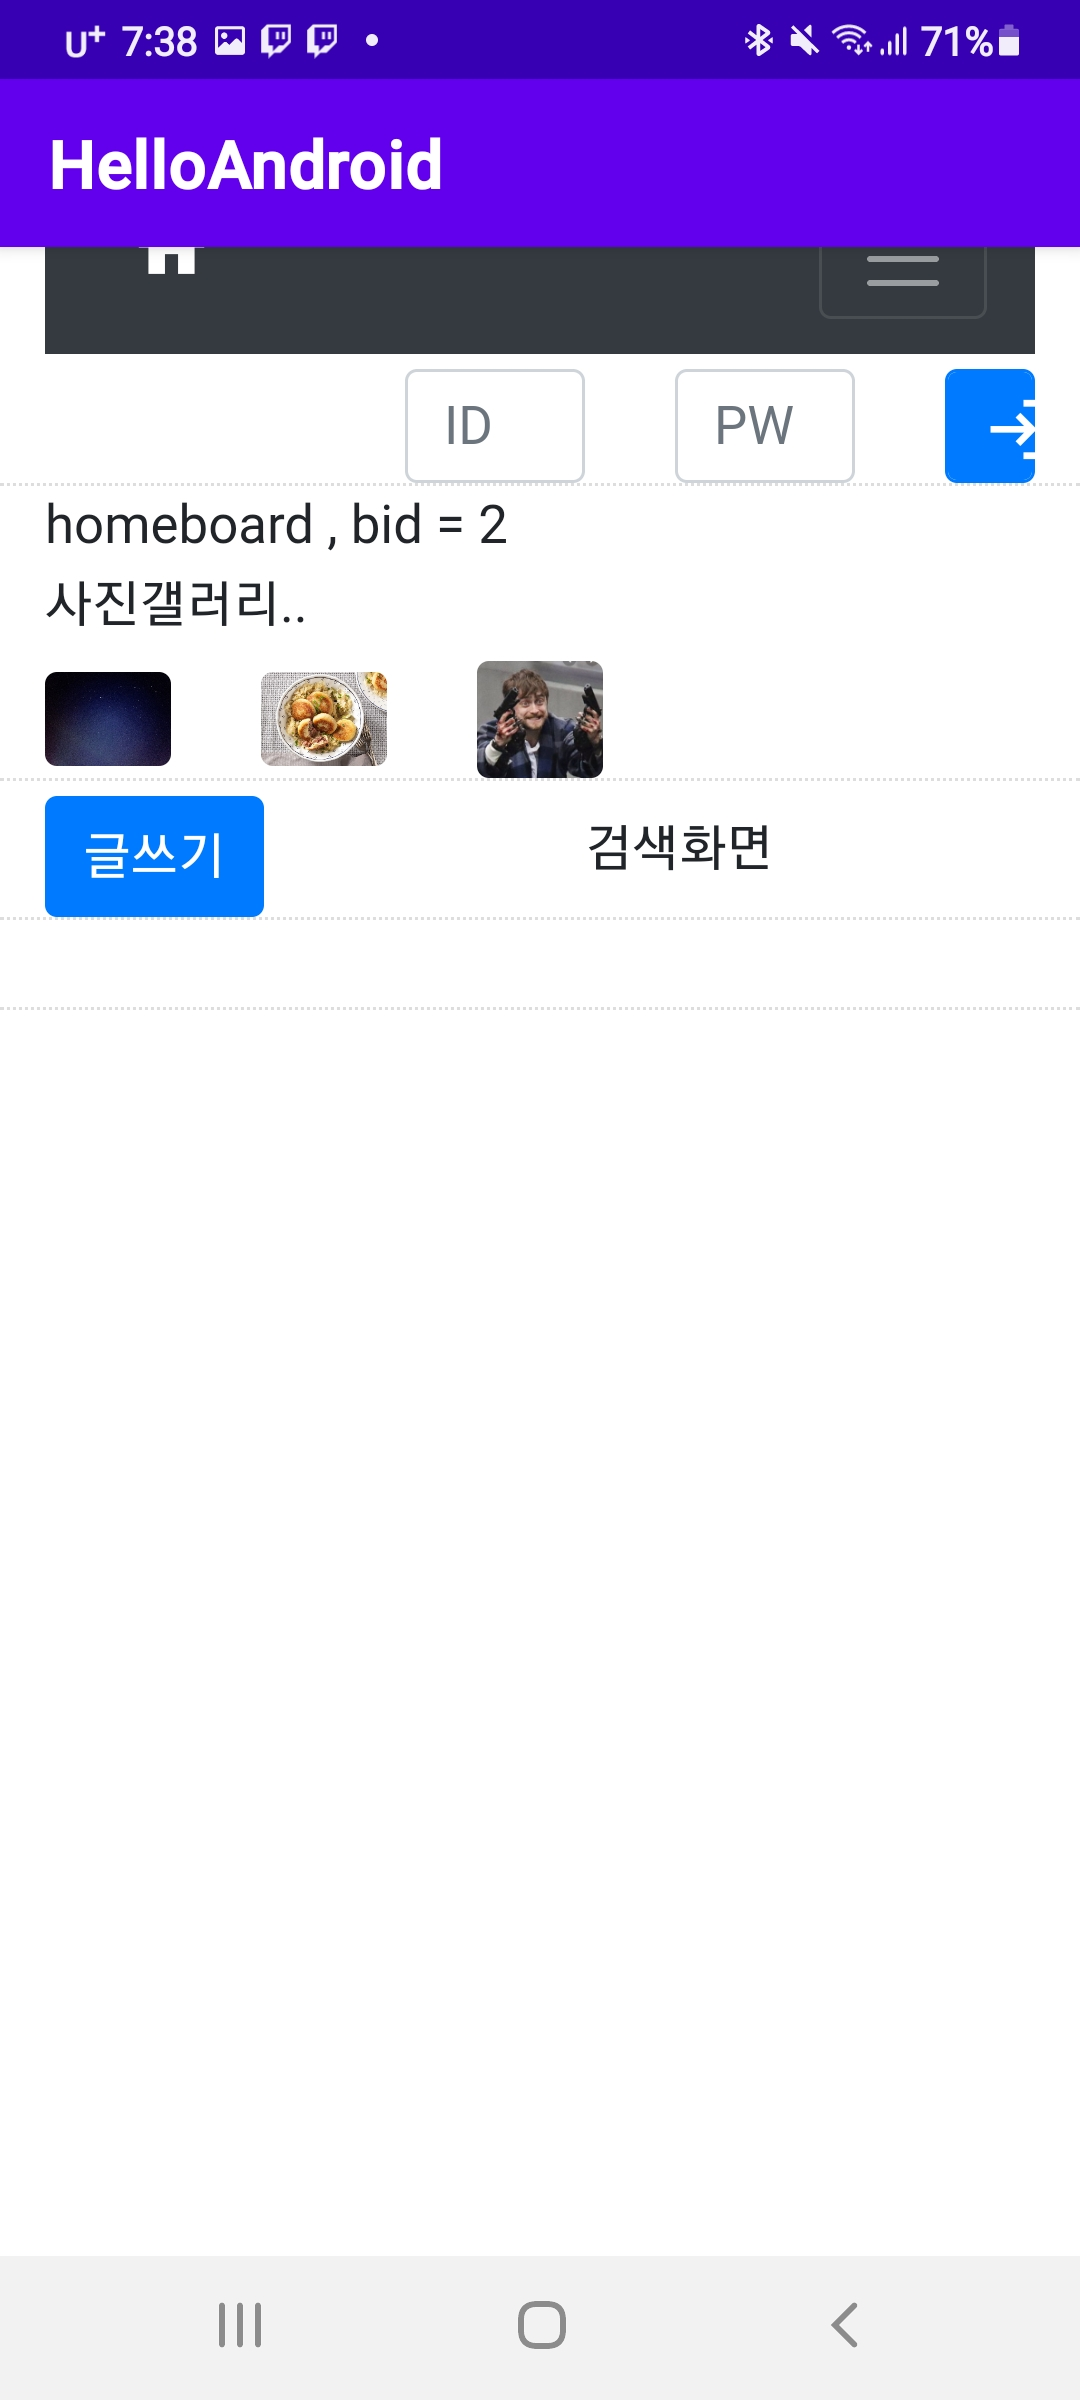 U+ 7:38 71%
HelloAndroid
ID PW
homeboard , bid = 2
사진갤러리..
글쓰기 검색화면